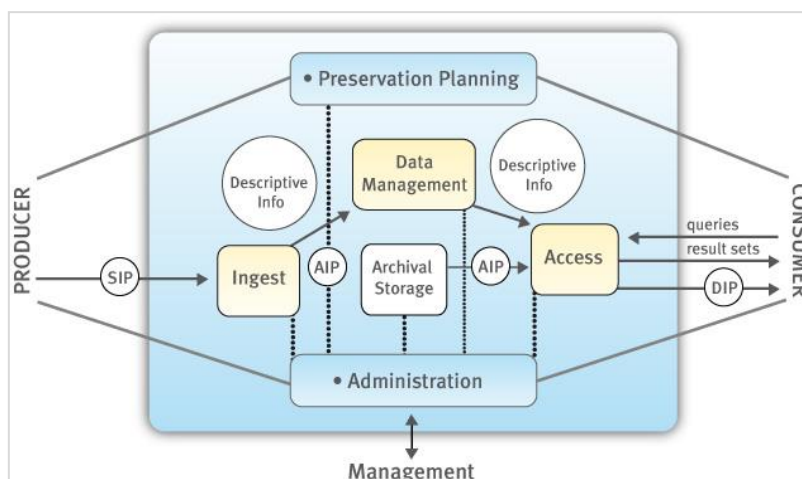 • Preservation Planning
Descriptive
Info
Data
Management
Descriptive
Info
PRODUCER
CONSUMER
SIP
Ingest
AIP
Archival
Storage
AIP
Access
queries
result sets
DIP
• Administration
Management